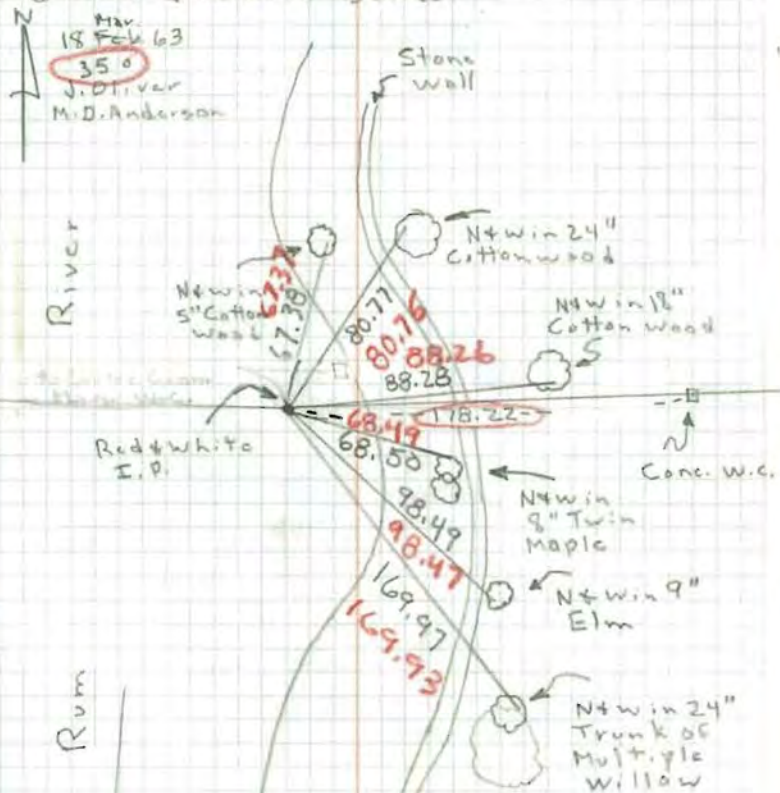 N
Mar.
18 Feb 63
35°
J. Olivar
M.D. Anderson
Stone
wall
River
N&W in 24"
Cottonwood
N&W in
5" Cotton
wood
67.37
67.38
80.77
80.76
N&W in 18"
Cotton wood
88.26
88.28
Red & White
I.P.
68.49
-178.22-
68.50
Conc. W.C.
N&W in
8" Twin
Maple
98.49
98.47
N&W in 9"
Elm
169.97
169.93
Rum
N&W in 24"
Trunk of
Multiple
Willow